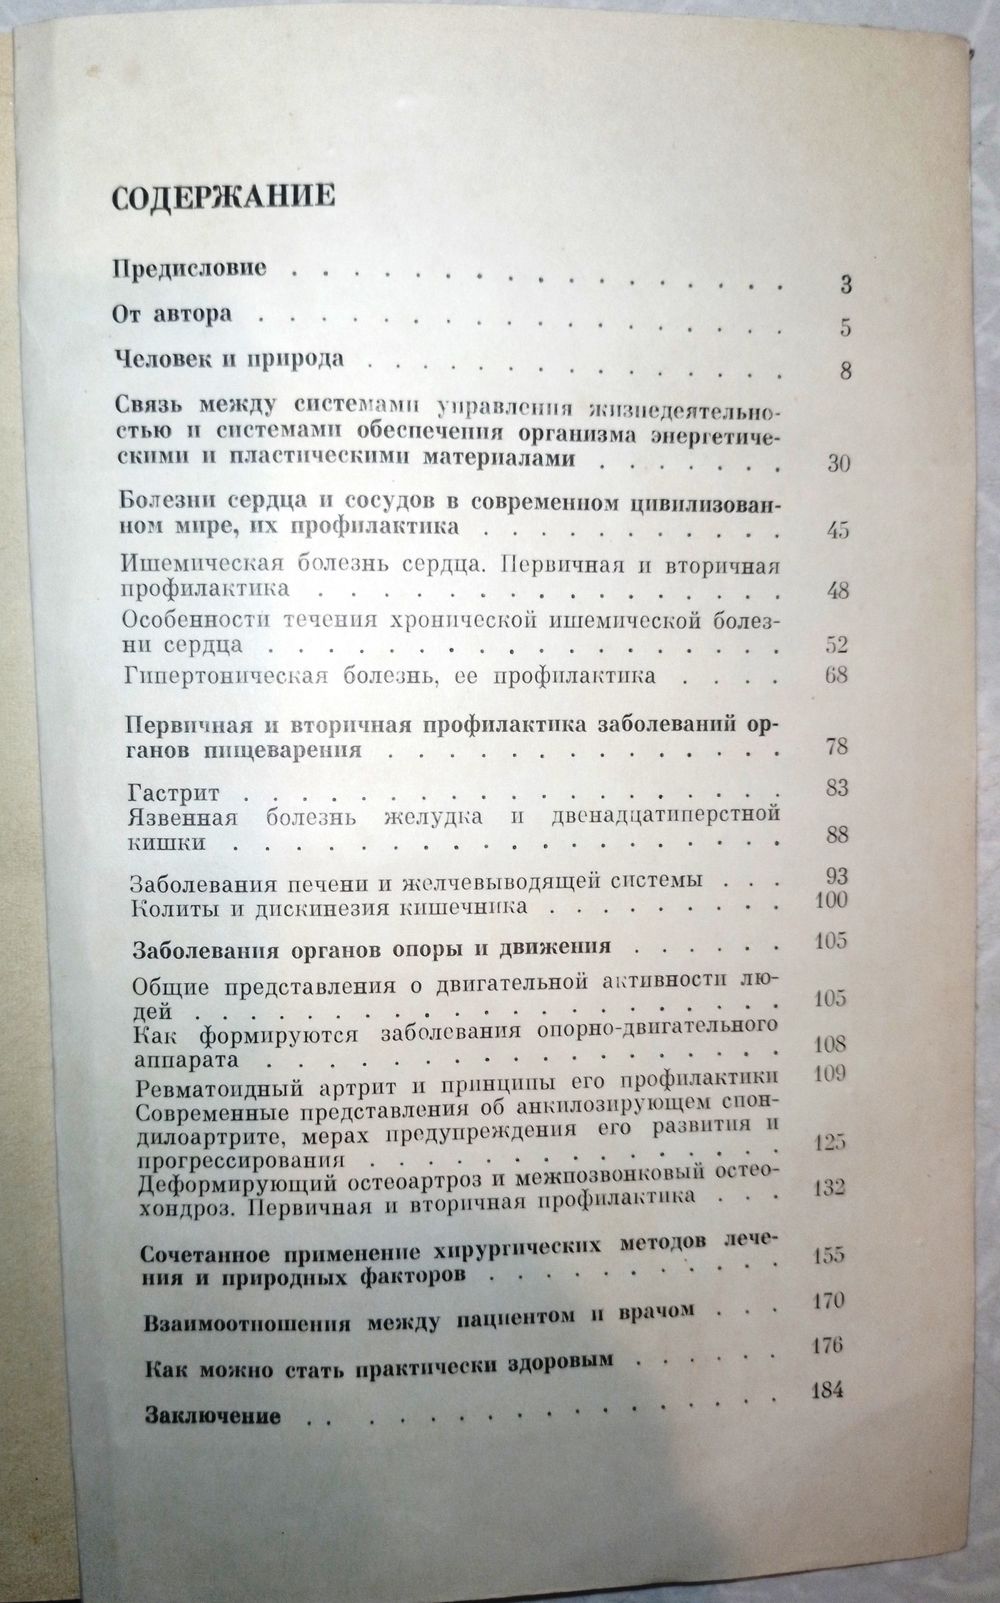 СОДЕРЖАНИЕ
Предисловие . . . . . . . . . . . . . . . . 3
От автора . . . . . . . . . . . . . . . . . 5
Человек и природа . . . . . . . . . . . . . . 8
Связь между системами управления жизнедеятельно-
стью и системами обеспечения организма энергетиче-
скими и пластическими материалами . . . . . . . 30
Болезни сердца и сосудов в современном цивилизован-
ном мире, их профилактика . . . . . . . . . . . 45
Ишемическая болезнь сердца. Первичная и вторичная
профилактика . . . . . . . . . . . . . . . . 48
Особенности течения хронической ишемической болез-
ни сердца . . . . . . . . . . . . . . . . . . 52
Гипертоническая болезнь, ее профилактика . . . . 68
Первичная и вторичная профилактика заболеваний ор-
ганов пищеварения . . . . . . . . . . . . . . 78
Гастрит . . . . . . . . . . . . . . . . . . . 83
Язвенная болезнь желудка и двенадцатиперстной
кишки . . . . . . . . . . . . . . . . . . . 88
Заболевания печени и желчевыводящей системы . . . 93
Колиты и дискинезия кишечника . . . . . . . . . 100
Заболевания органов опоры и движения . . . . . . 105
Общие представления о двигательной активности лю-
дей . . . . . . . . . . . . . . . . . . . . 105
Как формируются заболевания опорно-двигательного
аппарата . . . . . . . . . . . . . . . . . . 108
Ревматоидный артрит и принципы его профилактики 109
Современные представления об анкилозирующем спон-
дилоартрите, мерах предупреждения его развития и
прогрессирования . . . . . . . . . . . . . . 125
Деформирующий остеоартроз и межпозвонковый остео-
хондроз. Первичная и вторичная профилактика . . . 132
Сочетанное применение хирургических методов лече-
ния и природных факторов . . . . . . . . . . 155
Взаимоотношения между пациентом и врачом . . . 170
Как можно стать практически здоровым . . . . . . 176
Заключение . . . . . . . . . . . . . . . . 184